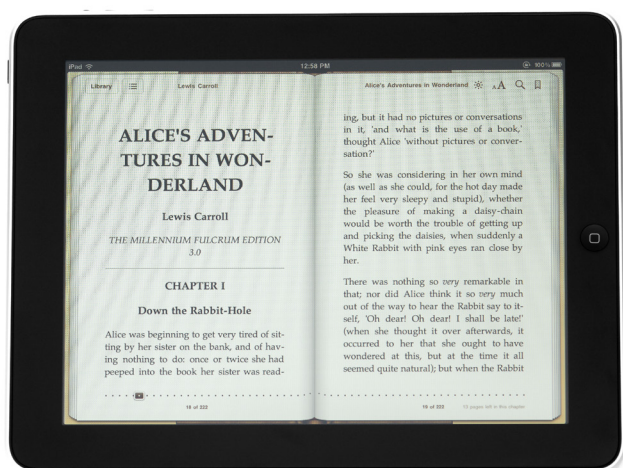 iPod
12:58 PM
100%
Library
Lewis Carroll
Alice's Adventures in Wonderland
AA
ALICE'S ADVEN-
TURES IN WON-
DERLAND
Lewis Carroll
THE MILLENNIUM FULCRUM EDITION
3.0
CHAPTER I
Down the Rabbit-Hole
Alice was beginning to get very tired of sit-
ting by her sister on the bank, and of hav-
ing nothing to do: once or twice she had
peeped into the book her sister was read-
19 of 222
ing, but it had no pictures or conversations
in it, 'and what is the use of a book,'
thought Alice 'without pictures or conver-
sation?'
So she was considering in her own mind
(as well as she could, for the hot day made
her feel very sleepy and stupid), whether
the pleasure of making a daisy-chain
would be worth the trouble of getting up
and picking the daisies, when suddenly a
White Rabbit with pink eyes ran close by
her.
There was nothing so very remarkable in
that; nor did Alice think it so very much
out of the way to hear the Rabbit say to it-
self, 'Oh dear! Oh dear! I shall be late!'
(when she thought it over afterwards, it
occurred to her that she ought to have
wondered at this, but at the time it all
seemed quite natural); but when the Rabbit
19 of 222
pages left in this chapter